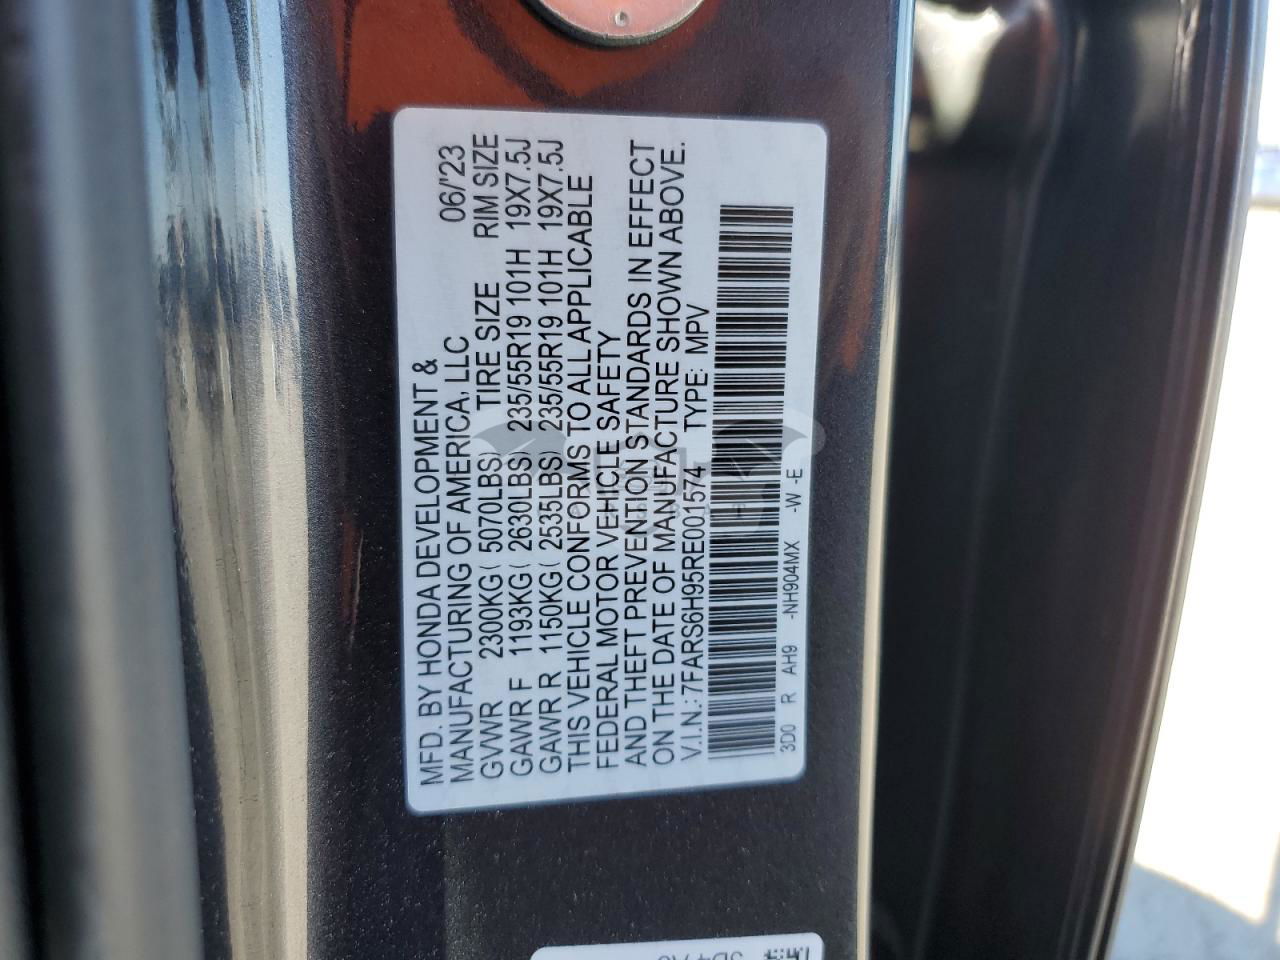 MFD. BY HONDA DEVELOPMENT &
MANUFACTURING OF AMERICA, LLC 06/'23
GVWR 2300KG( 5070LBS) TIRE SIZE RIM SIZE
GAWR F 1193KG( 2630LBS) 235/55R19 101H 19X7.5J
GAWR R 1150KG( 2535LBS) 235/55R19 101H 19X7.5J
THIS VEHICLE CONFORMS TO ALL APPLICABLE
FEDERAL MOTOR VEHICLE SAFETY
AND THEFT PREVENTION STANDARDS IN EFFECT
ON THE DATE OF MANUFACTURE SHOWN ABOVE.
V.I.N.: 7FARS6H95RE001574 TYPE: MPV
3D0 R AH9 -NH904MX -W -E